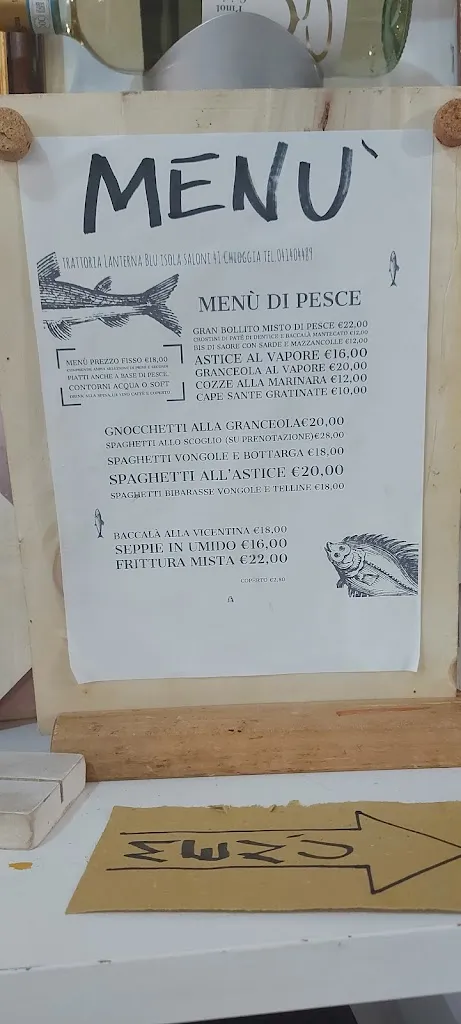 Pinot
MENU`
TRATTORIA LANTERNA BLU ISOLA SALONI 41 CHIOGGIA TEL.041404489
MENÙ DI PESCE
GRAN BOLLITO MISTO DI PESCE €22,00
CROSTINI DI PATÈ DI DENTICE E BACCALÀ MANTECATO €12,00
BIS DI SAORE CON SARDE E MAZZANCOLLE €12,00
ASTICE AL VAPORE €16,00
GRANCEOLA AL VAPORE €20,00
COZZE ALLA MARINARA €12,00
CAPE SANTE GRATINATE €10,00
MENÙ PREZZO FISSO €18,00
PIATTI ANCHE A BASE DI PESCE,
CONTORNI ACQUA O SOFT
GNOCCHETTI ALLA GRANCEOLA€20,00
SPAGHETTI ALLO SCOGLIO (SU PRENOTAZIONE)€28,00
SPAGHETTI VONGOLE E BOTTARGA €18,00
SPAGHETTI ALL'ASTICE €20,00
SPAGHETTI BIBARASSE VONGOLE E TELLINE €18,00
BACCALÀ ALLA VICENTINA €18,00
SEPPIE IN UMIDO €16,00
FRITTURA MISTA €22,00
COPERTO €2,80
MENÙ